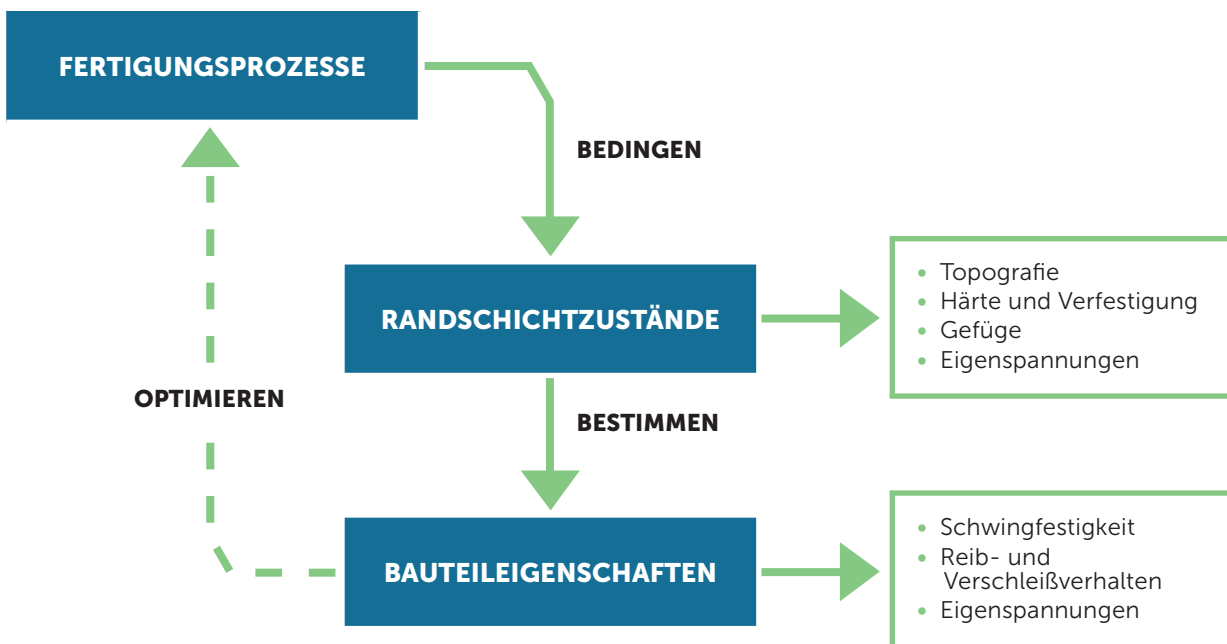 FERTIGUNGSPROZESSE
BEDINGEN
RANDSCHICHTZUSTÄNDE
• Topografie
• Härte und Verfestigung
• Gefüge
• Eigenspannungen
OPTIMIEREN
BESTIMMEN
BAUTEILEIGENSCHAFTEN
• Schwingfestigkeit
• Reib- und
Verschleißverhalten
• Eigenspannungen